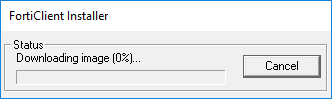 FortiClient Installer
Status
Downloading image (0%)...
Cancel